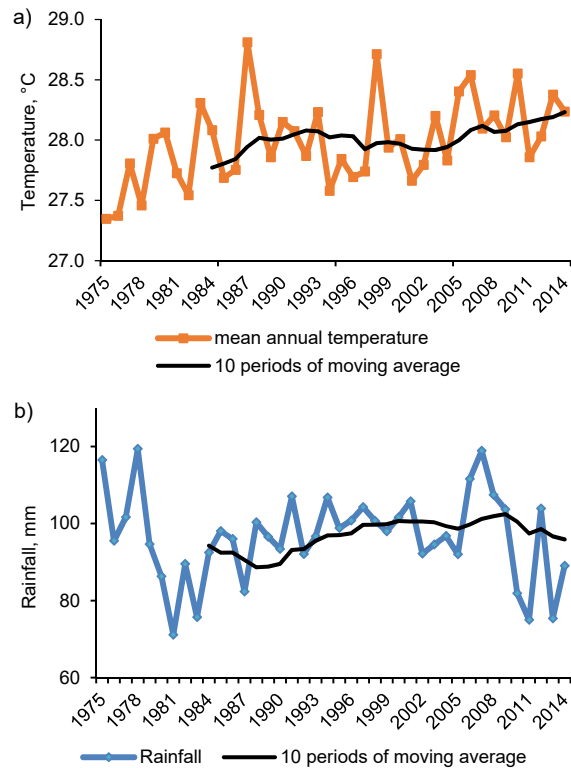 a)
29.0
28.5
28.0
27.5
27.0
Temperature, °C
1975 1978 1981 1984 1987 1990 1993 1996 1999 2002 2005 2008 2011 2014
mean annual temperature
10 periods of moving average
b)
120
100
80
60
Rainfall, mm
1975 1978 1981 1984 1987 1990 1993 1996 1999 2002 2005 2008 2011 2014
Rainfall 10 periods of moving average